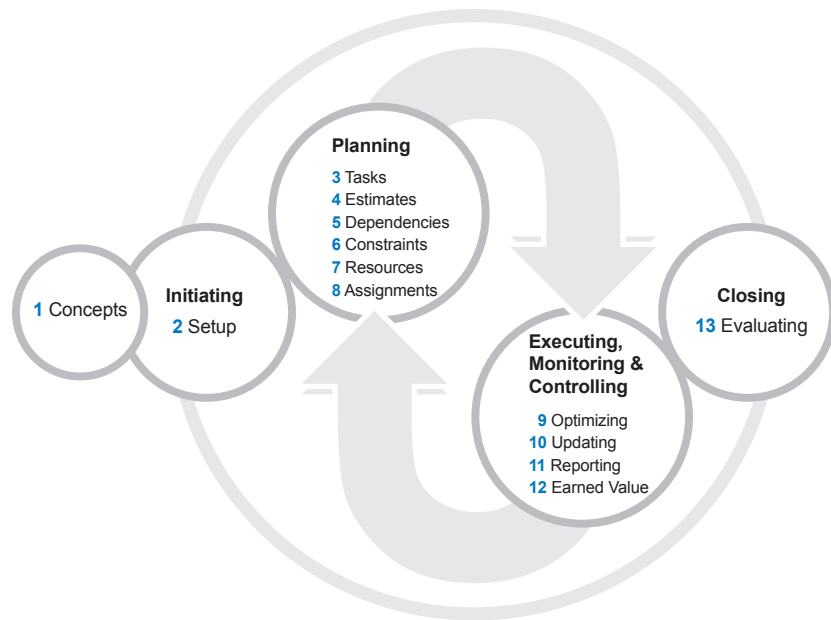 1 Concepts
Initiating
2 Setup
Planning
3 Tasks
4 Estimates
5 Dependencies
6 Constraints
7 Resources
8 Assignments
Executing,
Monitoring &
Controlling
9 Optimizing
10 Updating
11 Reporting
12 Earned Value
Closing
13 Evaluating